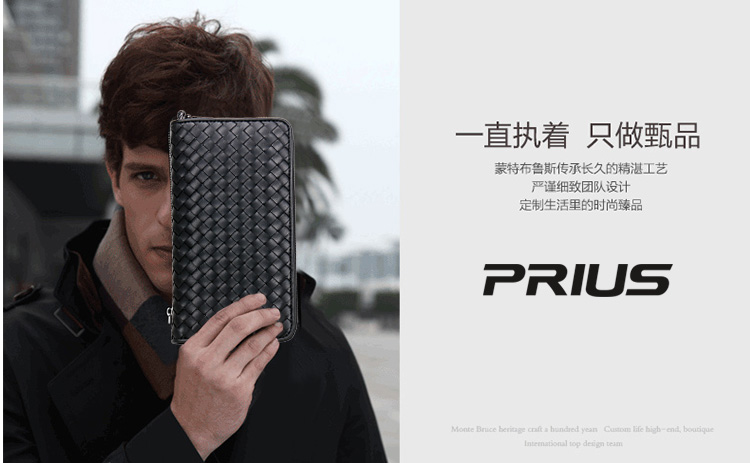 一直执着 只做甄品
蒙特布鲁斯传承长久的精湛工艺
严谨细致团队设计
定制生活里的时尚臻品
PRIUS
Monte Bruce heritage craft a hundred years Custom life high-end, boutique
International top design team